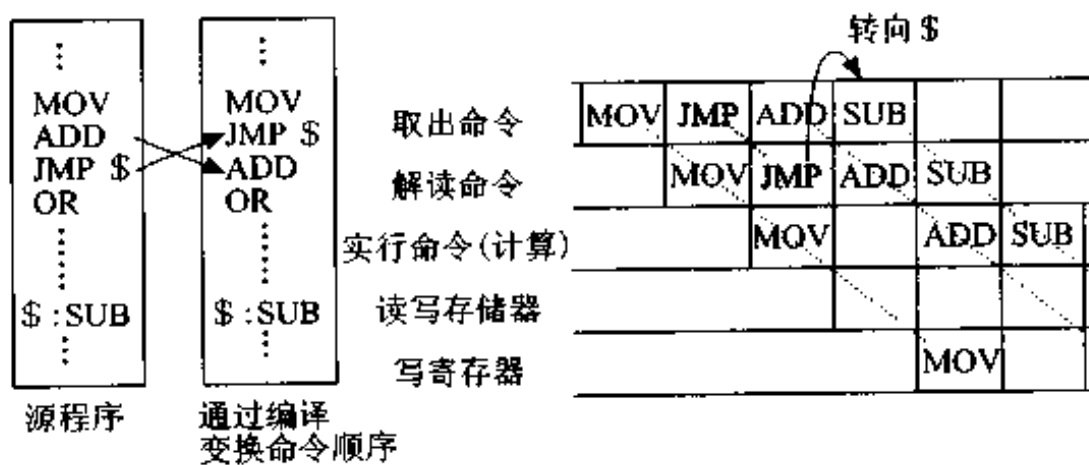 ⋮
MOV
ADD
JMP $
OR
⋮
$:SUB
⋮
源程序
⋮
MOV
JMP $
ADD
OR
⋮
$:SUB
⋮
通过编译
变换命令顺序
转向 $
取出命令 MOV JMP ADD SUB
解读命令 MOV JMP ADD SUB
实行命令(计算) MOV ADD SUB
读写存储器
写寄存器 MOV